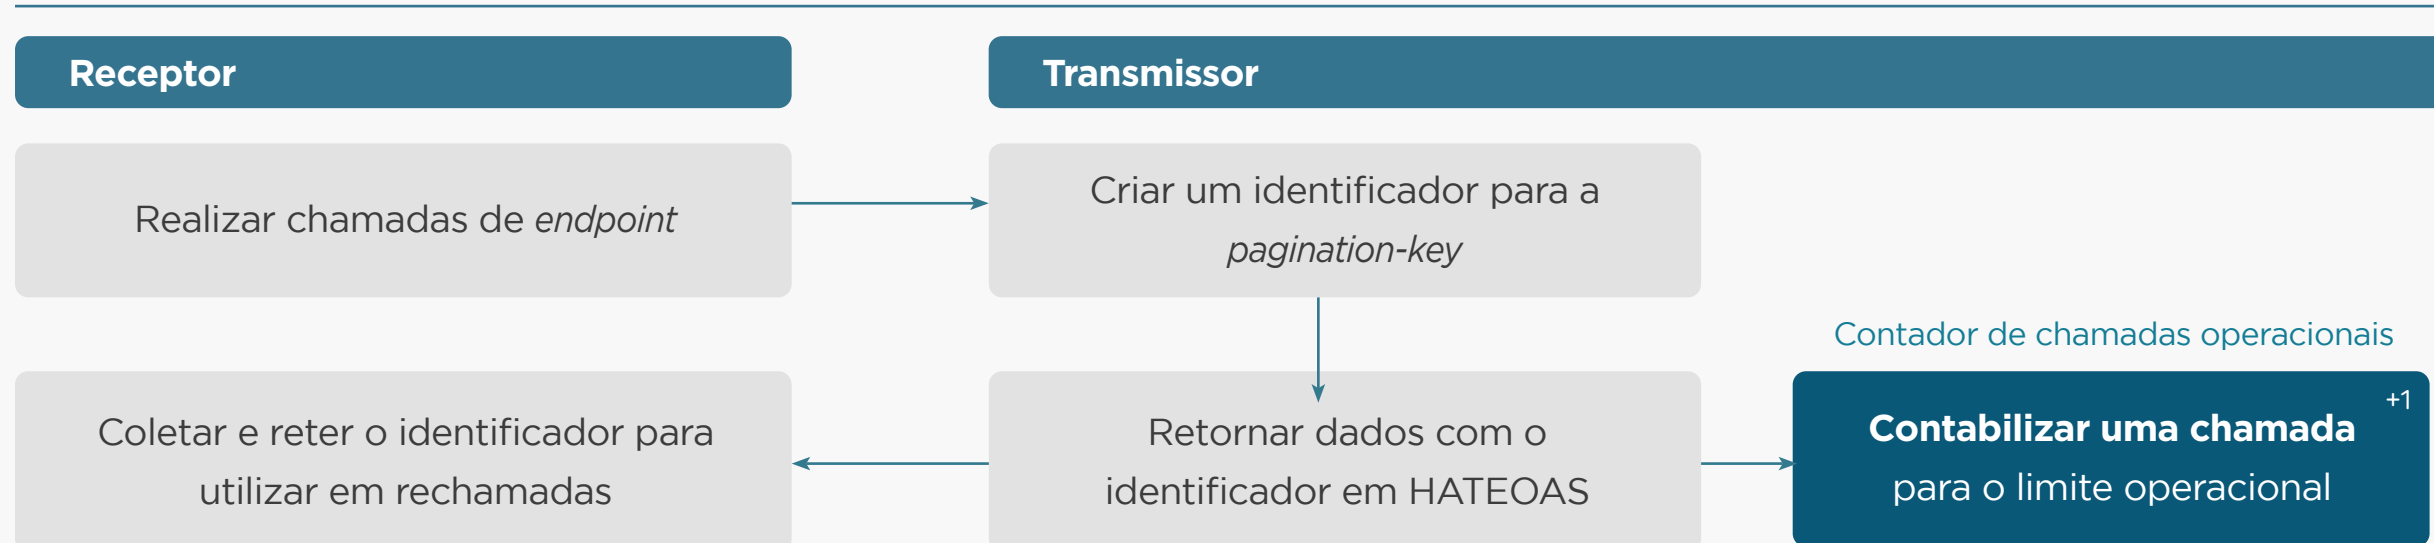 Receptor
Transmissor
Realizar chamadas de endpoint
Criar um identificador para a
pagination-key
Contador de chamadas operacionais
Coletar e reter o identificador para
utilizar em rechamadas
Retornar dados com o
identificador em HATEOAS
+1
Contabilizar uma chamada
para o limite operacional